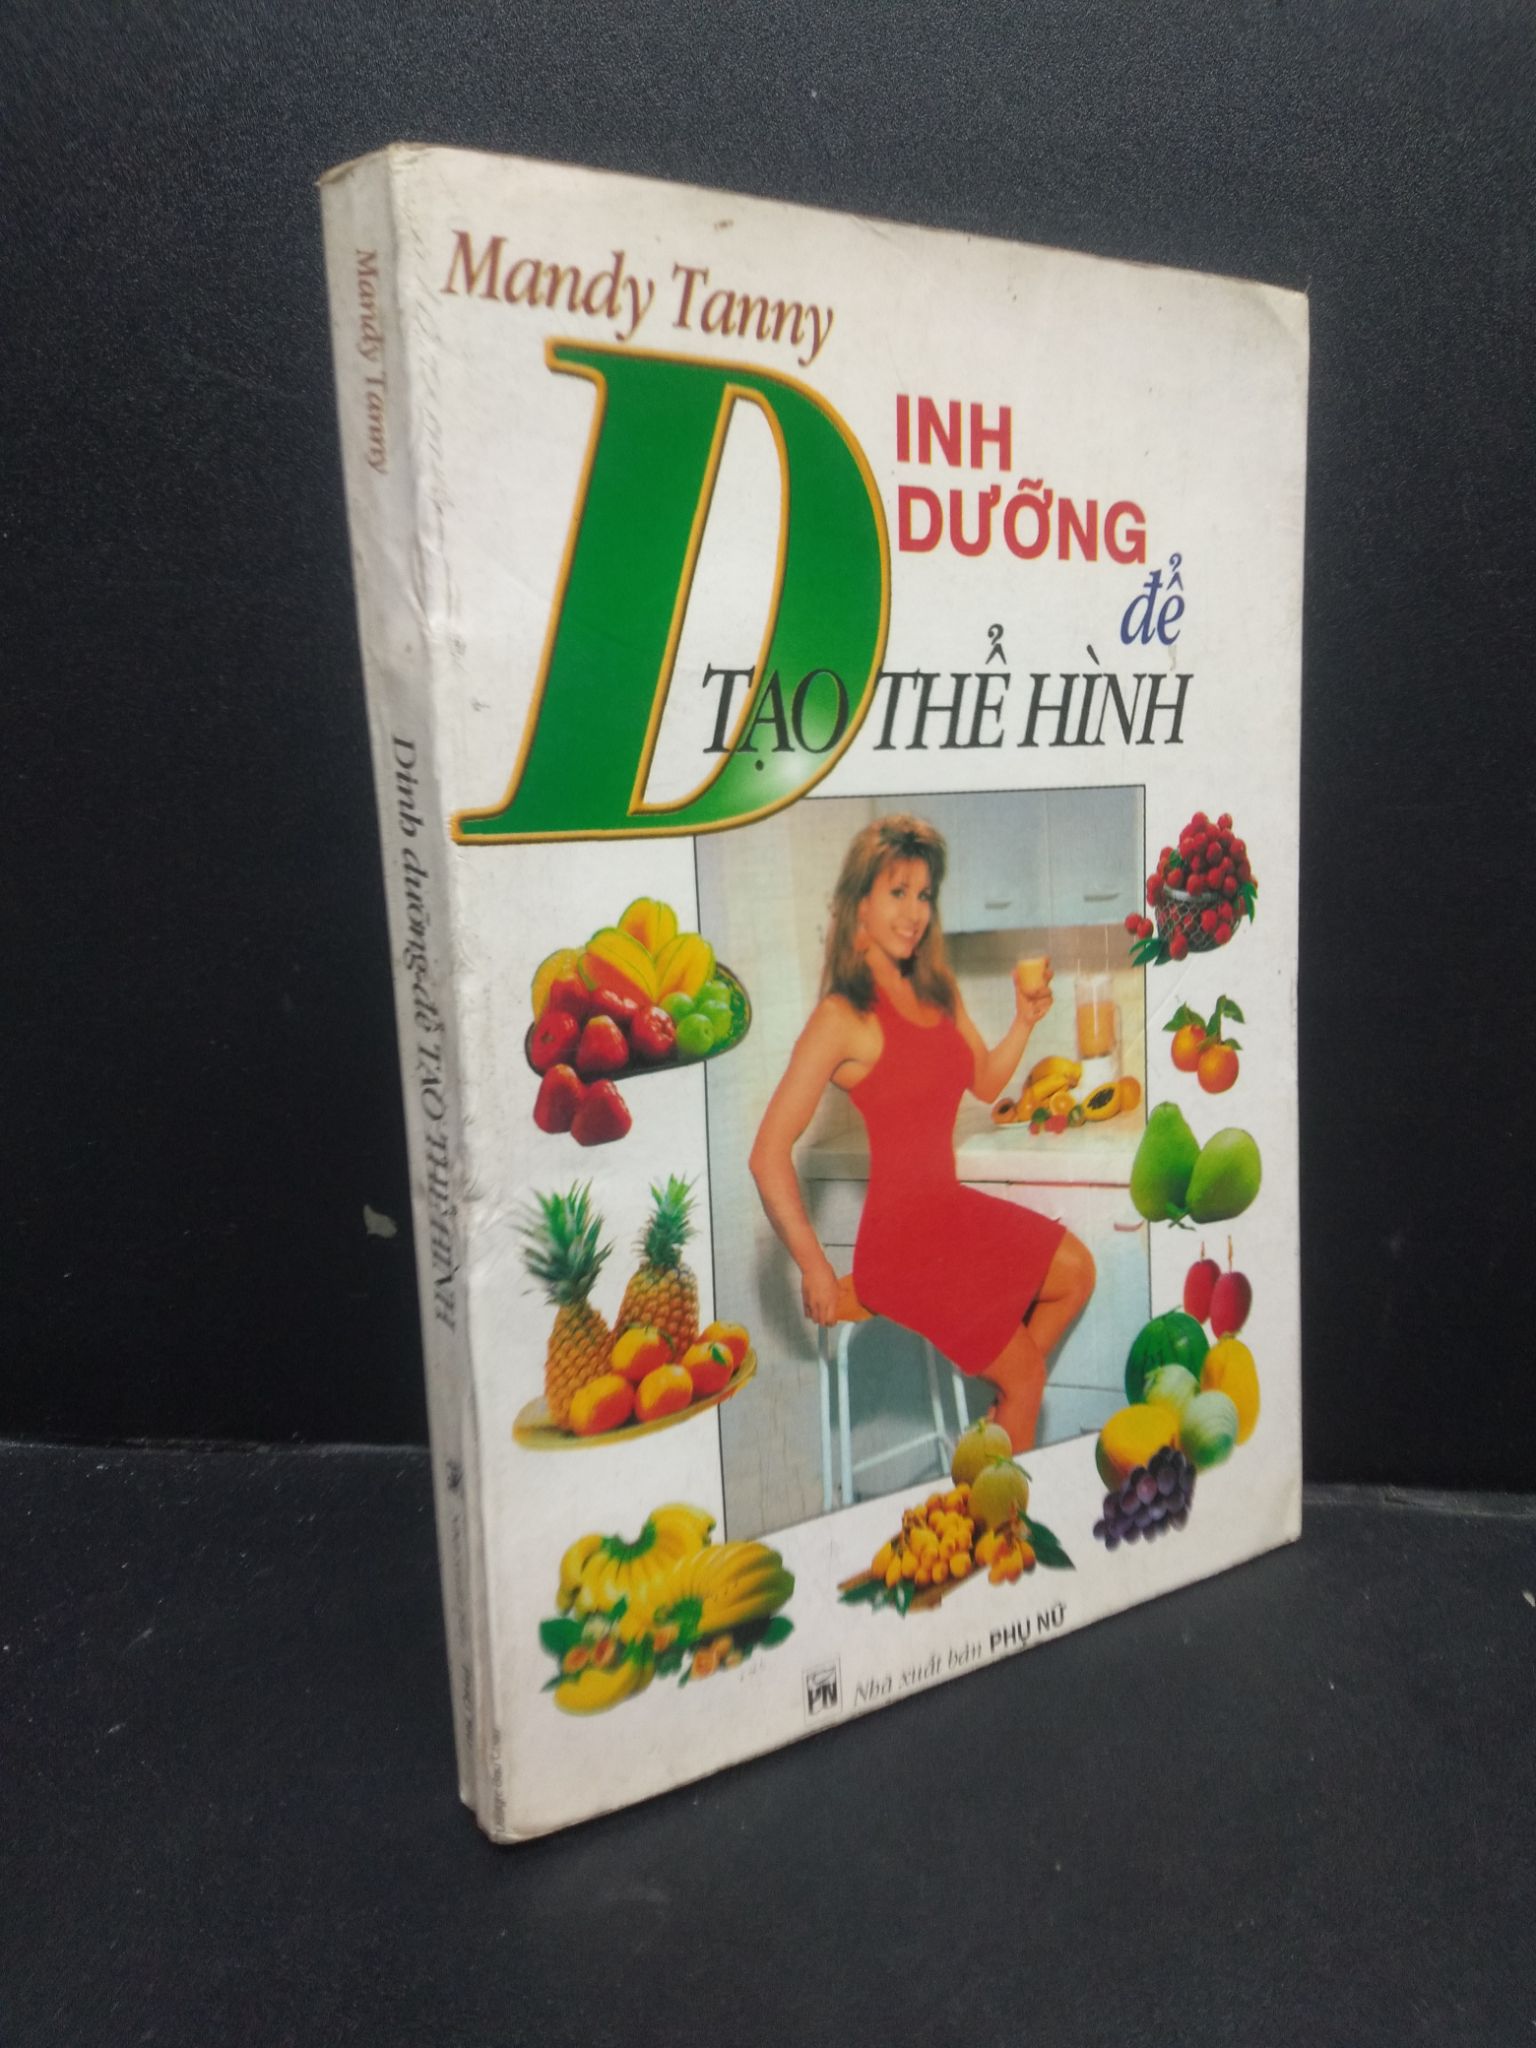 Mandy Tanny
DINH
DƯỠNG
để
TẠO THỂ HÌNH
PN Nhà xuất bản PHỤ NỮ
Mandy Tanny
Dinh dưỡng để TẠO THỂ HÌNH